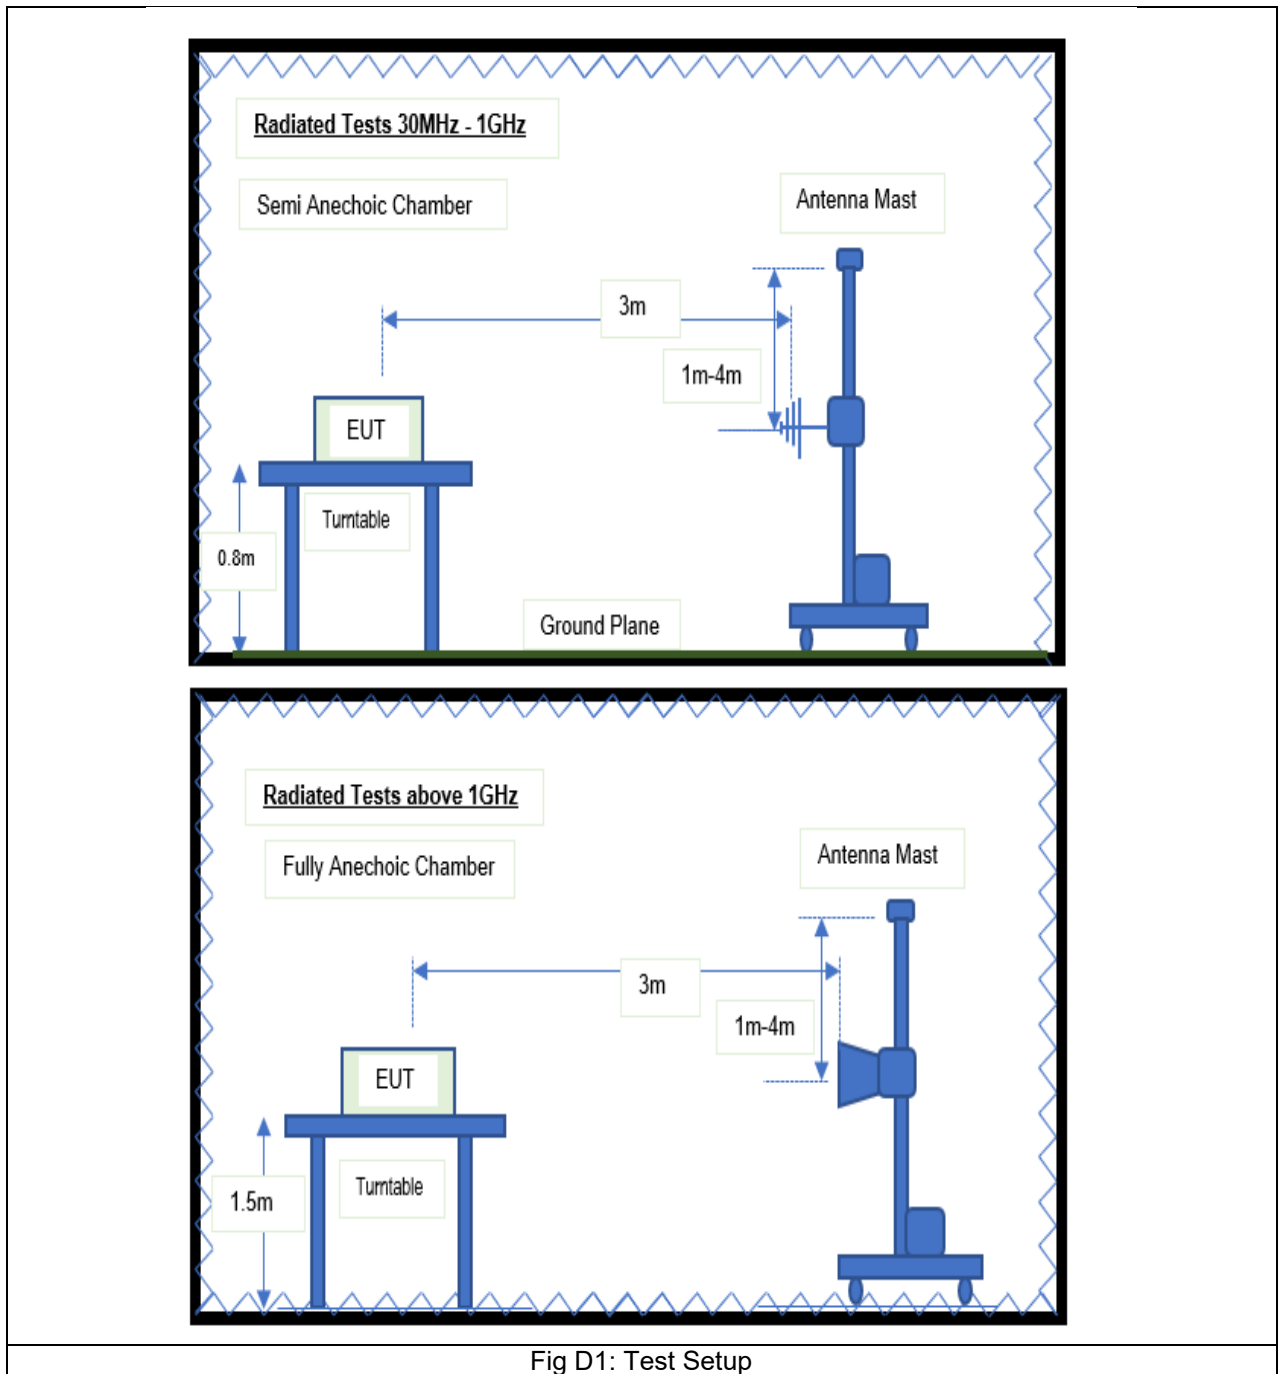 Radiated Tests 30MHz - 1GHz
Semi Anechoic Chamber
Antenna Mast
3m
1m-4m
EUT
Turntable
0.8m
Ground Plane
Radiated Tests above 1GHz
Fully Anechoic Chamber
Antenna Mast
3m
1m-4m
EUT
Turntable
1.5m
Fig D1: Test Setup